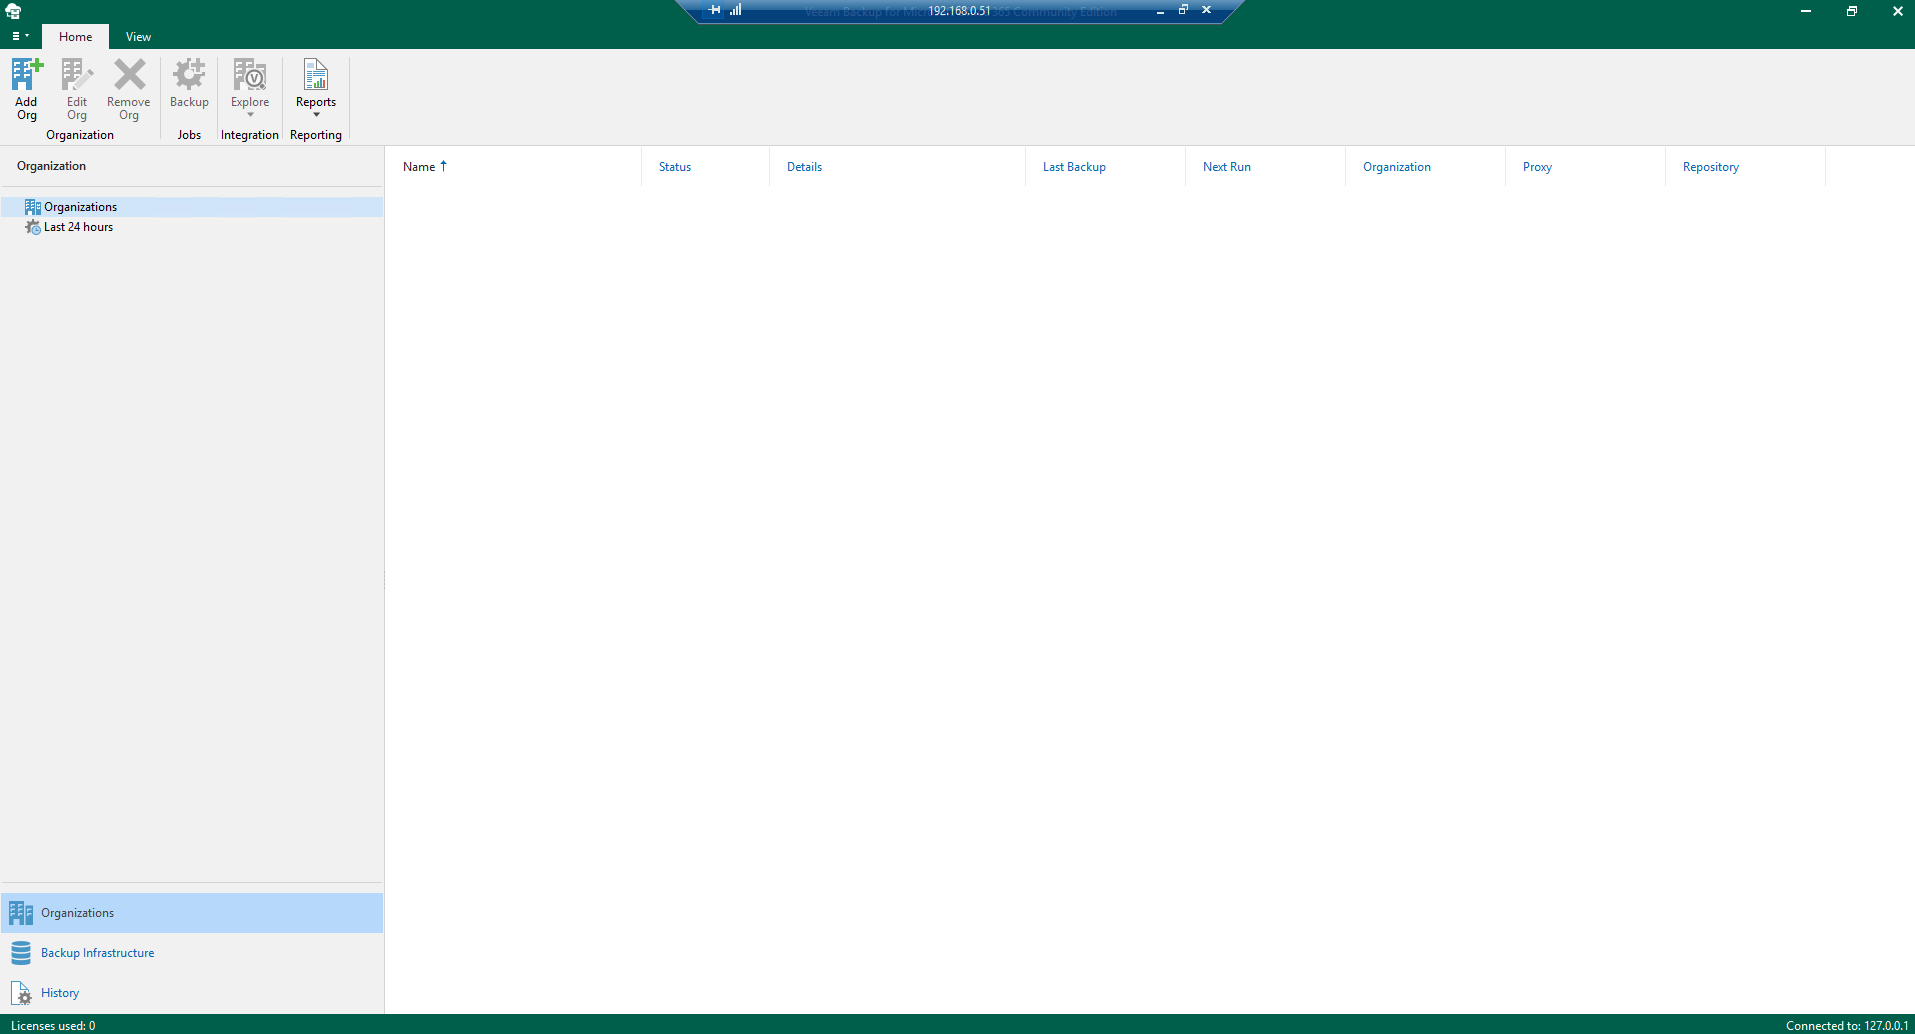 Veeam Backup for Micr
192.168.0.51
365 Community Edition
Home
View
Add
Org
Edit
Org
Remove
Org
Backup
Explore
Reports
Organization
Jobs
Integration
Reporting
Organization
Name
Status
Details
Last Backup
Next Run
Organization
Proxy
Repository
Organizations
Last 24 hours
Organizations
Backup Infrastructure
History
Licenses used: 0
Connected to: 127.0.0.1